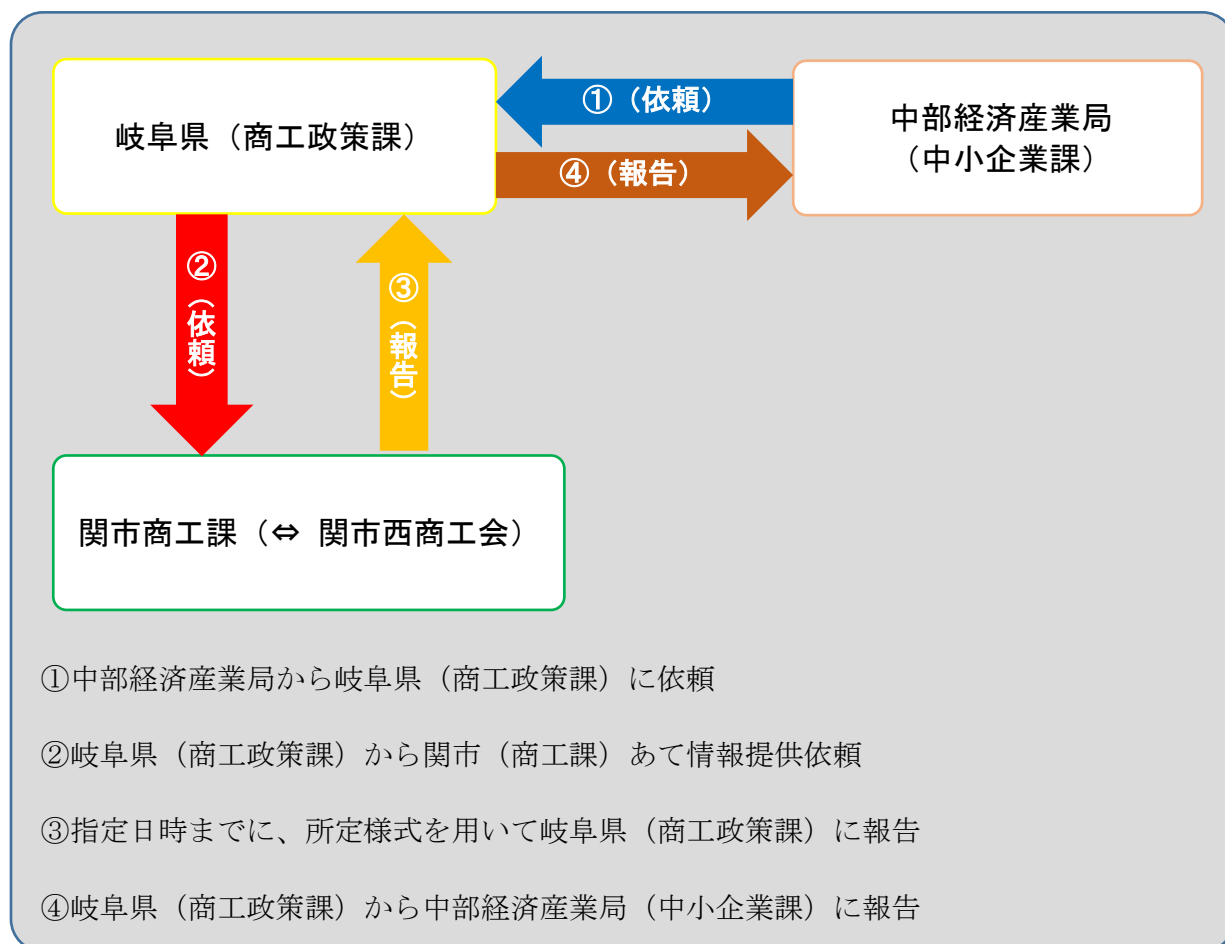 岐阜県（商工政策課）
①（依頼）
④（報告）
中部経済産業局
（中小企業課）
②（依頼）
③（報告）
関市商工課（⇔ 関市西商工会）
①中部経済産業局から岐阜県（商工政策課）に依頼
②岐阜県（商工政策課）から関市（商工課）あて情報提供依頼
③指定日時までに、所定様式を用いて岐阜県（商工政策課）に報告
④岐阜県（商工政策課）から中部経済産業局（中小企業課）に報告